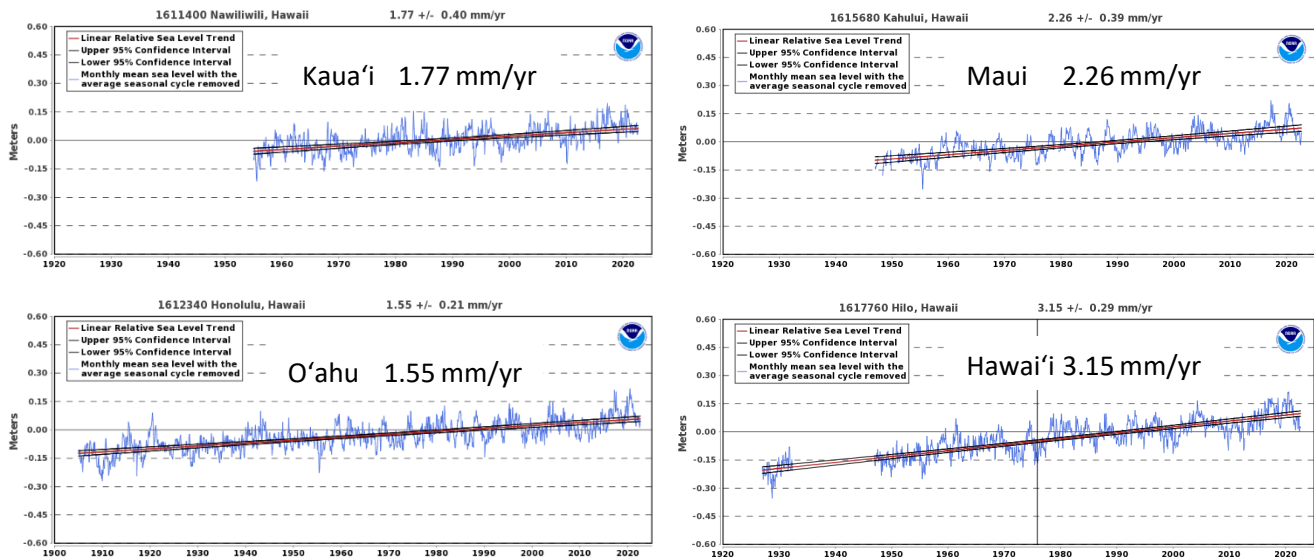 1611400 Nawiliwili, Hawaii 1.77 +/- 0.40 mm/yr
Linear Relative Sea Level Trend
Upper 95% Confidence Interval
Lower 95% Confidence Interval
Monthly mean sea level with the
average seasonal cycle removed
Kauaʻi 1.77 mm/yr
NOAA
Meters
0.60
0.45
0.30
0.15
0.00
-0.15
-0.30
-0.45
-0.60
1920 1930 1940 1950 1960 1970 1980 1990 2000 2010 2020
1615680 Kahului, Hawaii 2.26 +/- 0.39 mm/yr
Linear Relative Sea Level Trend
Upper 95% Confidence Interval
Lower 95% Confidence Interval
Monthly mean sea level with the
average seasonal cycle removed
Maui 2.26 mm/yr
NOAA
Meters
0.60
0.45
0.30
0.15
0.00
-0.15
-0.30
-0.45
-0.60
1920 1930 1940 1950 1960 1970 1980 1990 2000 2010 2020
1612340 Honolulu, Hawaii 1.55 +/- 0.21 mm/yr
Linear Relative Sea Level Trend
Upper 95% Confidence Interval
Lower 95% Confidence Interval
Monthly mean sea level with the
average seasonal cycle removed
Oʻahu 1.55 mm/yr
NOAA
Meters
0.60
0.45
0.30
0.15
0.00
-0.15
-0.30
-0.45
-0.60
1900 1910 1920 1930 1940 1950 1960 1970 1980 1990 2000 2010 2020
1617760 Hilo, Hawaii 3.15 +/- 0.29 mm/yr
Linear Relative Sea Level Trend
Upper 95% Confidence Interval
Lower 95% Confidence Interval
Monthly mean sea level with the
average seasonal cycle removed
Hawaiʻi 3.15 mm/yr
NOAA
Meters
0.60
0.45
0.30
0.15
0.00
-0.15
-0.30
-0.45
-0.60
1920 1930 1940 1950 1960 1970 1980 1990 2000 2010 2020